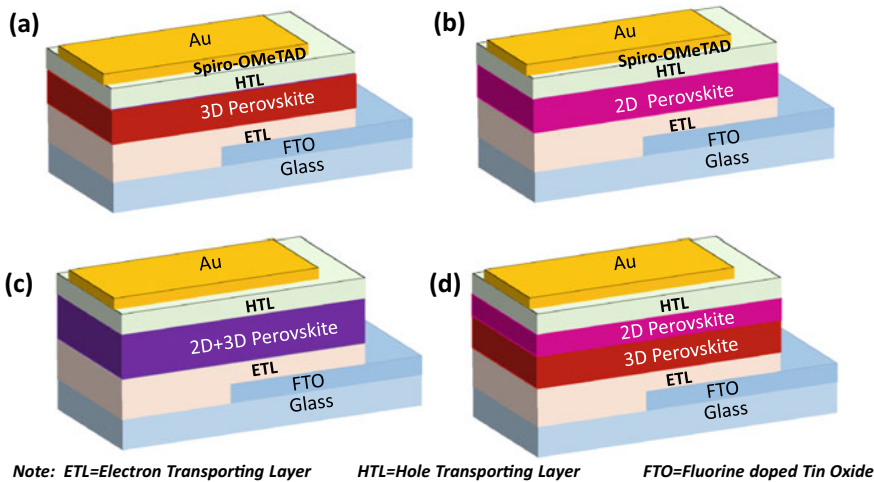 (a)
Au
Spiro-OMeTAD
HTL
3D Perovskite
ETL
FTO
Glass
(b)
Au
Spiro-OMeTAD
HTL
2D Perovskite
ETL
FTO
Glass
(c)
Au
HTL
2D+3D Perovskite
ETL
FTO
Glass
(d)
Au
HTL
2D Perovskite
3D Perovskite
ETL
FTO
Glass
Note: ETL=Electron Transporting Layer HTL=Hole Transporting Layer FTO=Fluorine doped Tin Oxide